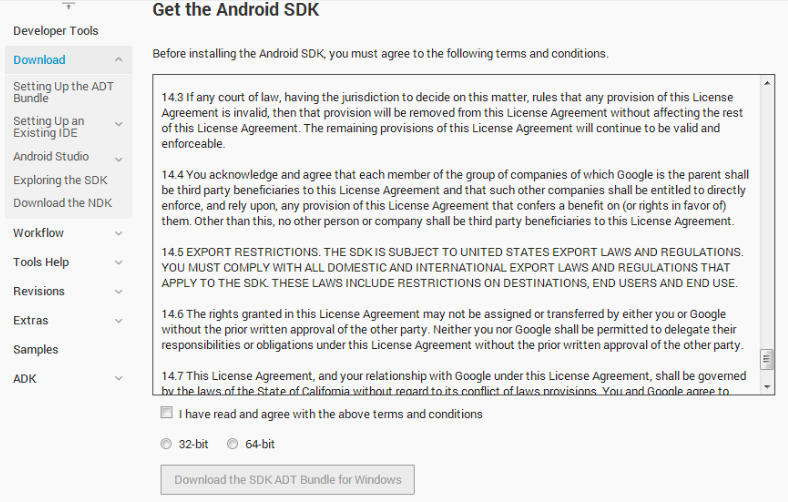 Get the Android SDK
Developer Tools
Download
Setting Up the ADT
Bundle
Setting Up an
Existing IDE
Android Studio
Exploring the SDK
Download the NDK
Workflow
Tools Help
Revisions
Extras
Samples
ADK
Before installing the Android SDK, you must agree to the following terms and conditions.
14.3 If any court of law, having the jurisdiction to decide on this matter, rules that any provision of this License
Agreement is invalid, then that provision will be removed from this License Agreement without affecting the rest
of this License Agreement. The remaining provisions of this License Agreement will continue to be valid and
enforceable.
14.4 You acknowledge and agree that each member of the group of companies of which Google is the parent shall
be third party beneficiaries to this License Agreement and that such other companies shall be entitled to directly
enforce, and rely upon, any provision of this License Agreement that confers a benefit on (or rights in favor of)
them. Other than this, no other person or company shall be third party beneficiaries to this License Agreement.
14.5 EXPORT RESTRICTIONS. THE SDK IS SUBJECT TO UNITED STATES EXPORT LAWS AND REGULATIONS.
YOU MUST COMPLY WITH ALL DOMESTIC AND INTERNATIONAL EXPORT LAWS AND REGULATIONS THAT
APPLY TO THE SDK. THESE LAWS INCLUDE RESTRICTIONS ON DESTINATIONS, END USERS AND END USE.
14.6 The rights granted in this License Agreement may not be assigned or transferred by either you or Google
without the prior written approval of the other party. Neither you nor Google shall be permitted to delegate their
responsibilities or obligations under this License Agreement without the prior written approval of the other party.
14.7 This License Agreement, and your relationship with Google under this License Agreement, shall be governed
by the laws of the State of California without regard to its conflict of laws provisions. You and Google agree to
I have read and agree with the above terms and conditions
32-bit 64-bit
Download the SDK ADT Bundle for Windows